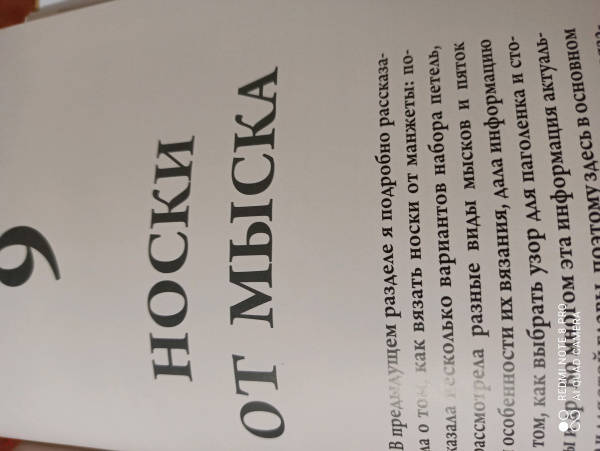 9
НОСКИ
ОТ МЫСКА
В предыдущем разделе я подробно рассказа-
ла о том, как вязать носки от манжеты: по-
казала несколько вариантов набора петель,
рассмотрела разные виды мысков и пяток
и особенности их вязания, дала информацию
том, как выбрать узор для паголенка и сто-
эта информация актуаль-
поэтому здесь в основном
REDMI NOTE 8 PRO
AI QUAD CAMERA